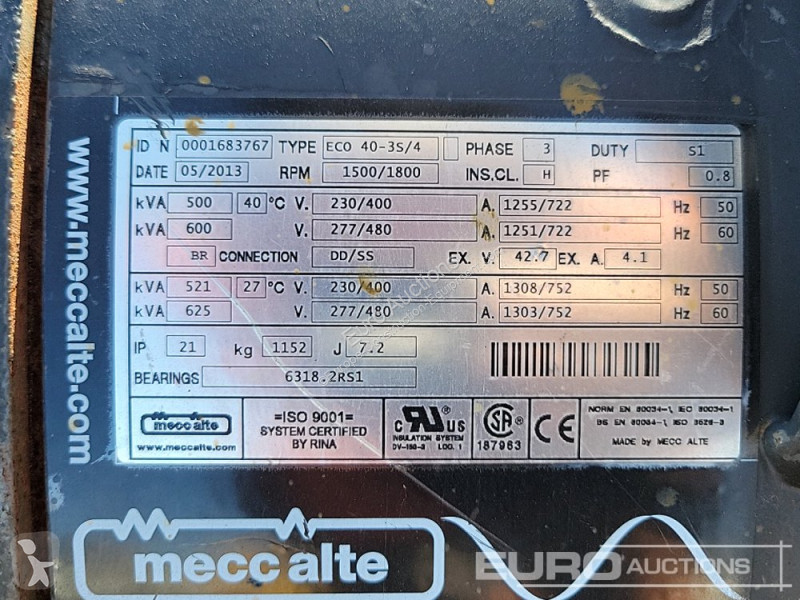 www.meccalte.com
ID N 0001683767 TYPE ECO 40-3S/4 PHASE 3 DUTY S1
DATE 05/2013 RPM 1500/1800 INS.CL. H PF 0.8
kVA 500 40 °C V. 230/400 A. 1255/722 Hz 50
kVA 600 V. 277/480 A. 1251/722 Hz 60
BR CONNECTION DD/SS EX. V. 42.7 EX. A. 4.1
kVA 521 27 °C V. 230/400 A. 1308/752 Hz 50
kVA 625 V. 277/480 A. 1303/752 Hz 60
IP 21 kg 1152 J 7.2
BEARINGS 6318.2RS1
mecc alte
www.meccalte.com
=ISO 9001=
SYSTEM CERTIFIED
BY RINA
C US
INSULATION SYSTEM
LOC. 1
SA
187963
CE
NORM EN 60034-1, IEC 60034-1
BS EN 60034-1, ISO 8528-3
MADE by MECC ALTE
mecc alte
EURO AUCTIONS